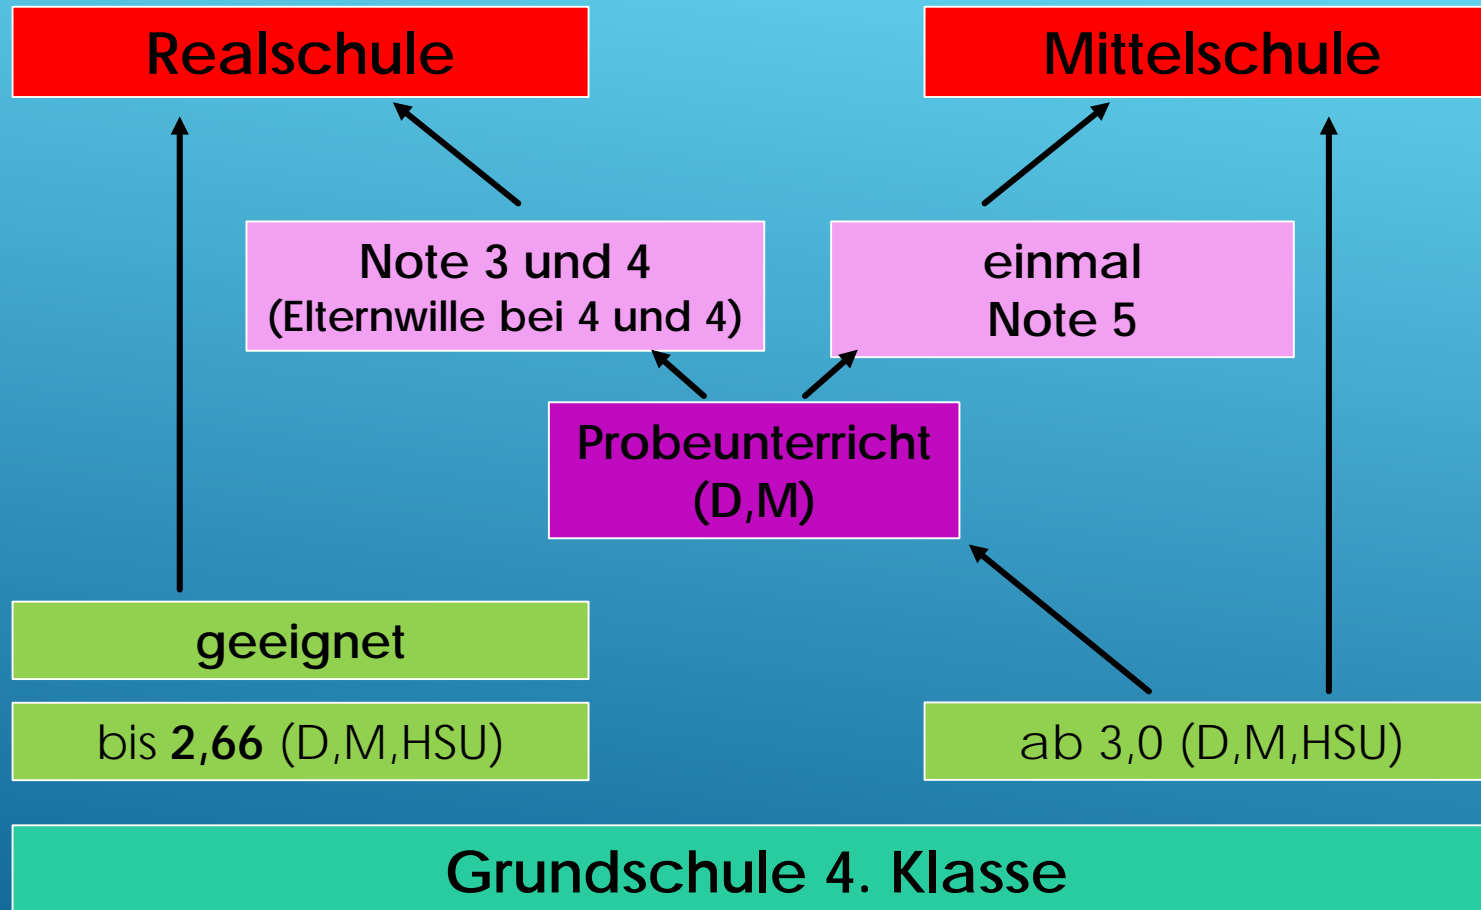 Realschule
Mittelschule
Note 3 und 4
(Elternwille bei 4 und 4)
einmal
Note 5
Probeunterricht
(D,M)
geeignet
bis 2,66 (D,M,HSU)
ab 3,0 (D,M,HSU)
Grundschule 4. Klasse